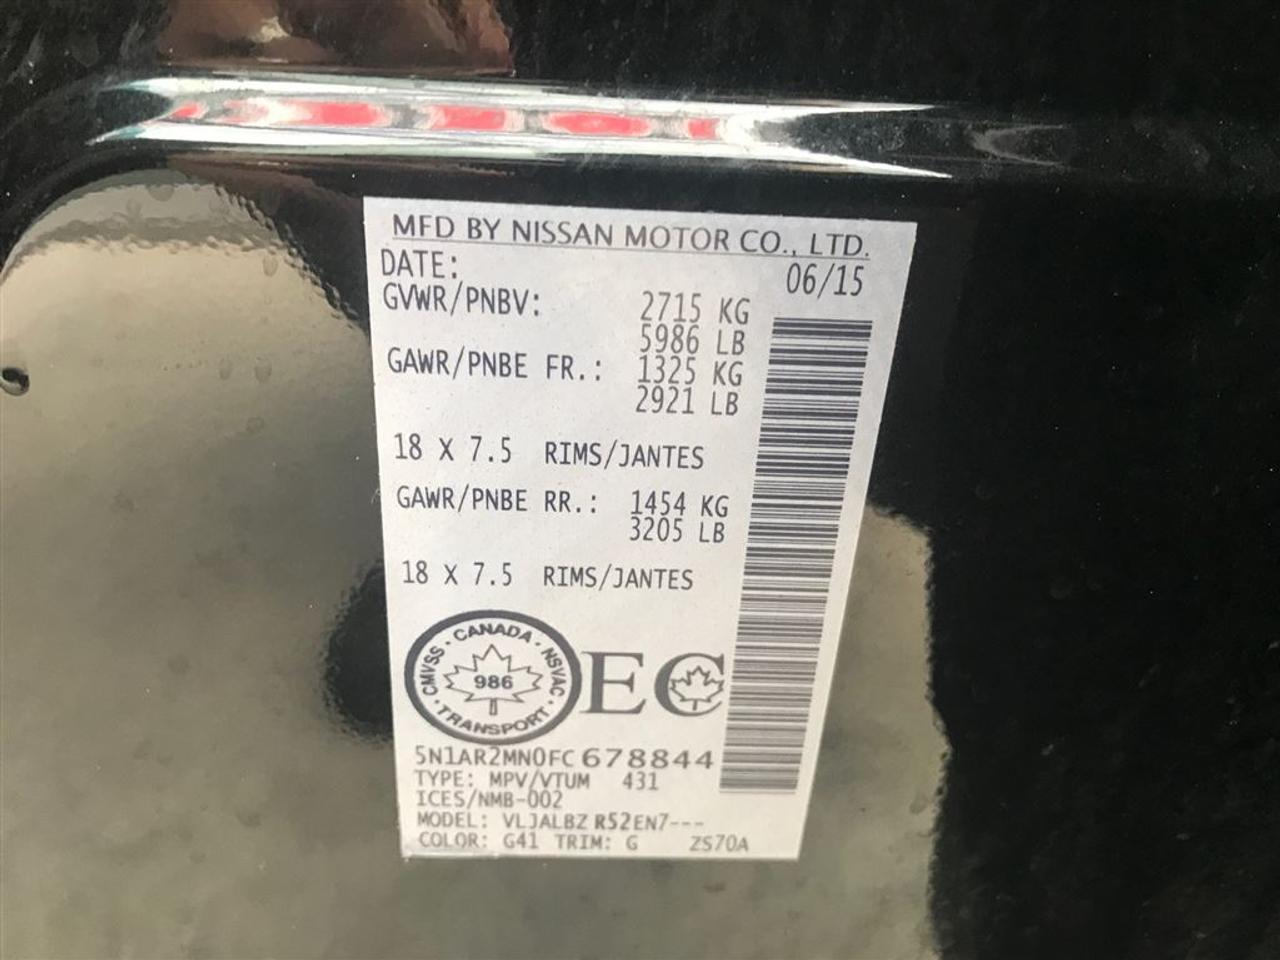 MFD BY NISSAN MOTOR CO., LTD.
DATE: 06/15
GVWR/PNBV: 2715 KG
5986 LB
GAWR/PNBE FR.: 1325 KG
2921 LB
18 X 7.5 RIMS/JANTES
GAWR/PNBE RR.: 1454 KG
3205 LB
18 X 7.5 RIMS/JANTES
CMVSS · CANADA · NSVAC · TRANSPORT ·
986
EC
5N1AR2MN0FC678844
TYPE: MPV/VTUM 431
ICES/NMB-002
MODEL: VLJALBZ R52EN7---
COLOR: G41 TRIM: G ZS70A